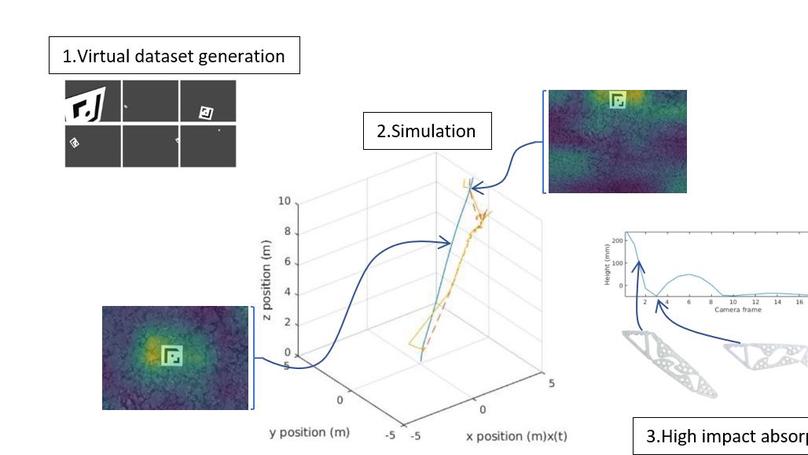 1.Virtual dataset generation
2.Simulation
10
8
6
4
2
0
z position (m)
5
0
-5
y position (m)
-5
0
5
x position (m)x(t)
200
100
0
Height (mm)
2 4 6 8 10 12 14 16
Camera frame
3.High impact absorp